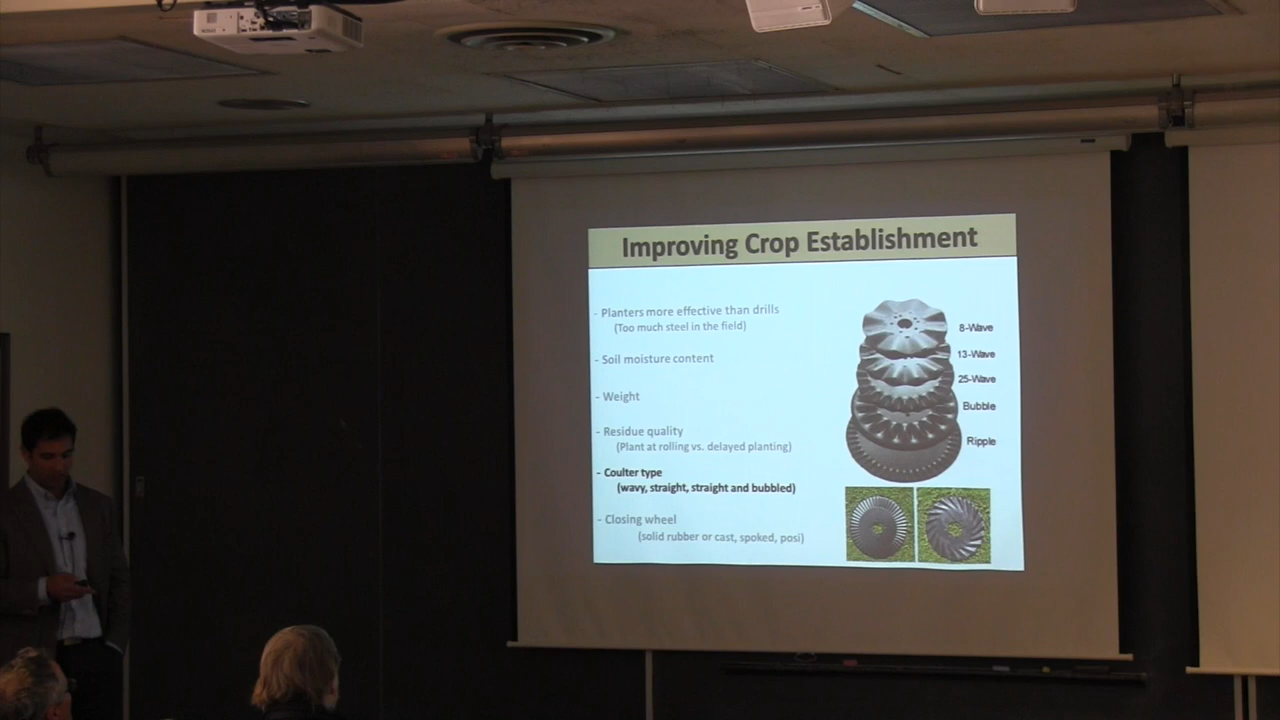 Improving Crop Establishment
- Planters more effective than drills
(Too much steel in the field)
- Soil moisture content
- Weight
- Residue quality
(Plant at rolling vs. delayed planting)
- Coulter type
(wavy, straight, straight and bubbled)
- Closing wheel
(solid rubber or cast, spoked, posi)
8-Wave
13-Wave
25-Wave
Bubble
Ripple